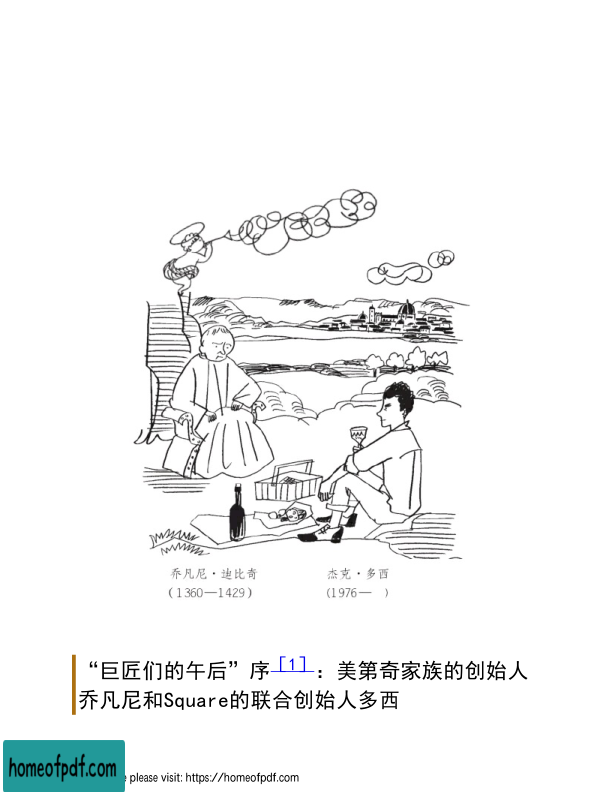 乔凡尼·迪比奇 杰克·多西
(1360—1429) (1976— )
“巨匠们的午后”序[1]：美第奇家族的创始人
乔凡尼和Square的联合创始人多西
homeofpdf.com
e please visit: https://homeofpdf.com